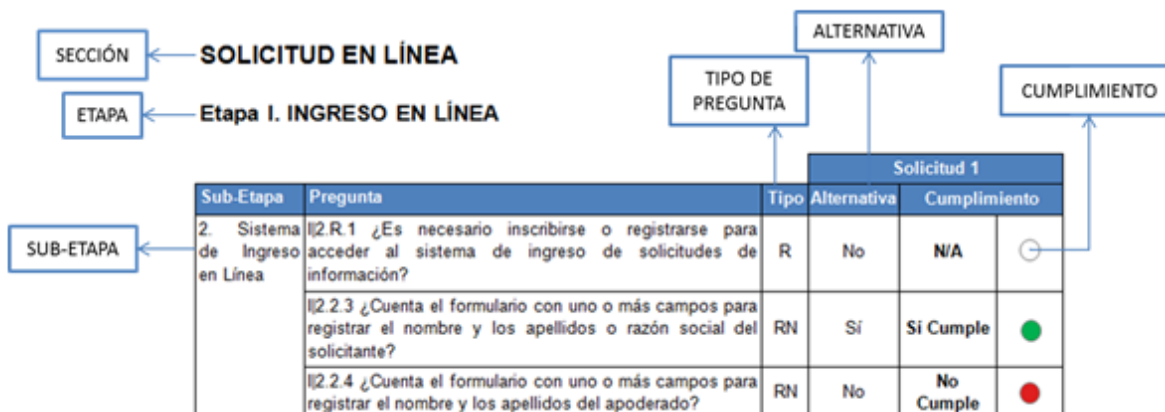 ALTERNATIVA
SECCIÓN
SOLICITUD EN LÍNEA
TIPO DE
PREGUNTA
CUMPLIMIENTO
ETAPA
Etapa I. INGRESO EN LÍNEA
Solicitud 1
Sub-Etapa Pregunta Tipo Alternativa Cumplimiento
SUB-ETAPA
2. Sistema
de Ingreso
en Línea
I|2.R.1 ¿Es necesario inscribirse o registrarse para
acceder al sistema de ingreso de solicitudes de
información?
R No N/A
I|2.2.3 ¿Cuenta el formulario con uno o más campos para
registrar el nombre y los apellidos o razón social del
solicitante?
RN Sí Sí Cumple
I|2.2.4 ¿Cuenta el formulario con uno o más campos para
registrar el nombre y los apellidos del apoderado?
RN No No
Cumple